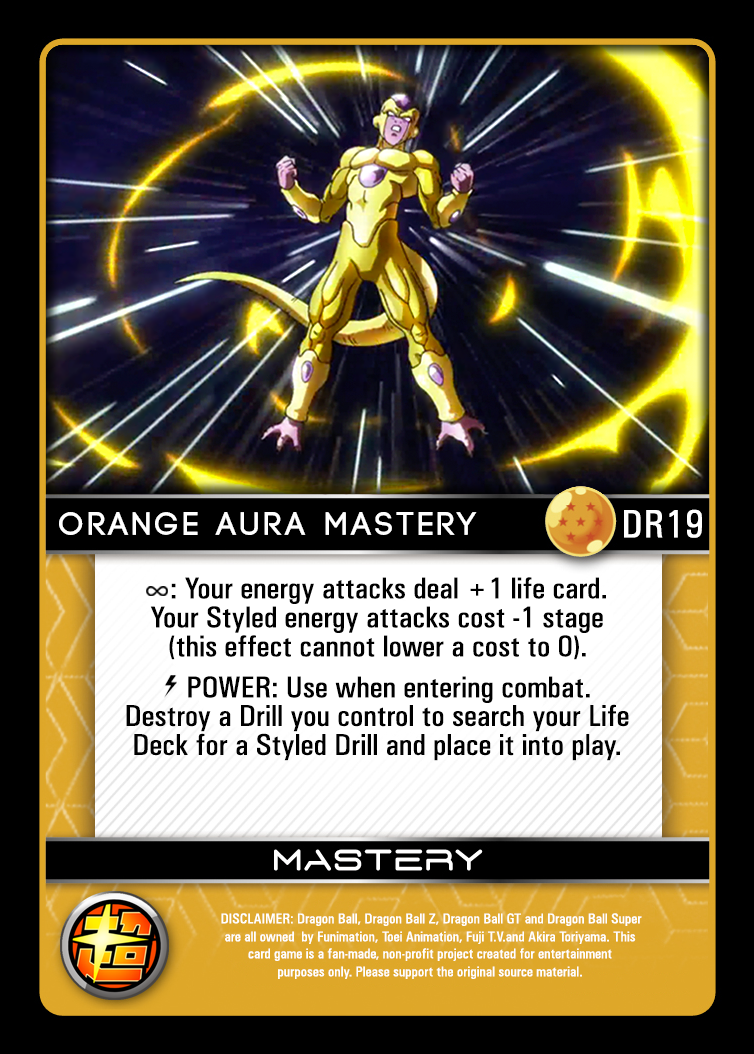 ORANGE AURA MASTERY
DR19
∞: Your energy attacks deal +1 life card.
Your Styled energy attacks cost -1 stage
(this effect cannot lower a cost to 0).
POWER: Use when entering combat.
Destroy a Drill you control to search your Life
Deck for a Styled Drill and place it into play.
MASTERY
超
DISCLAIMER: Dragon Ball, Dragon Ball Z, Dragon Ball GT and Dragon Ball Super
are all owned by Funimation, Toei Animation, Fuji T.V.and Akira Toriyama. This
card game is a fan-made, non-profit project created for entertainment
purposes only. Please support the original source material.